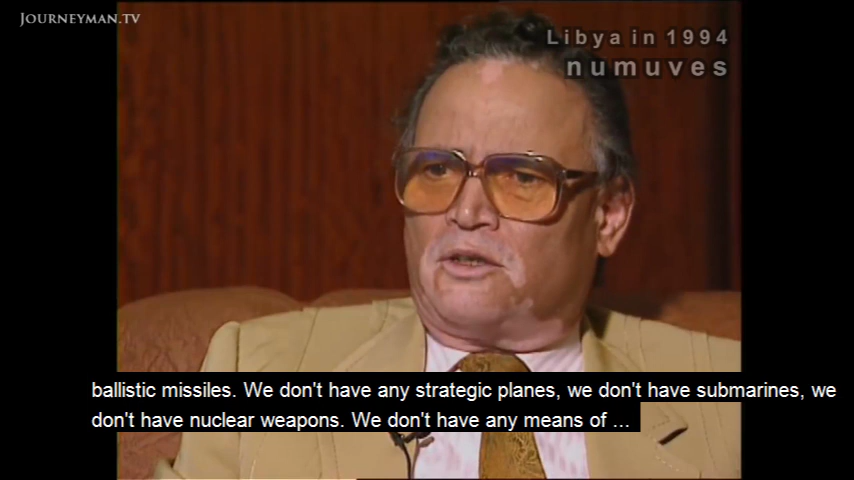 JOURNEYMAN.TV
Libya in 1994
numuves
ballistic missiles. We don't have any strategic planes, we don't have submarines, we
don't have nuclear weapons. We don't have any means of ...